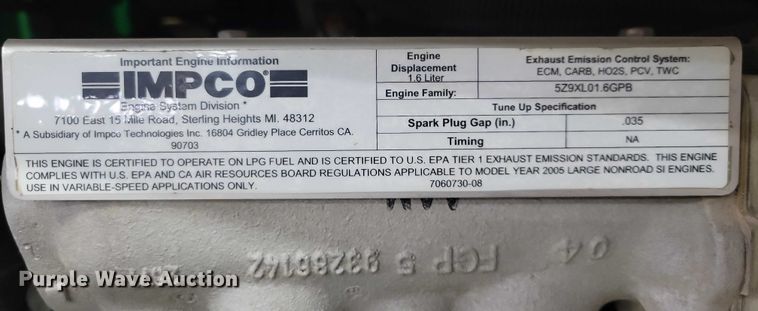 Important Engine Information
IMPCO®
Engine System Division *
7100 East 15 Mile Road, Sterling Heights MI. 48312
* A Subsidiary of Impco Technologies Inc. 16804 Gridley Place Cerritos CA.
90703
Engine
Displacement
1.6 Liter
Exhaust Emission Control System:
ECM, CARB, HO2S, PCV, TWC
Engine Family:
5Z9XL01.6GPB
Tune Up Specification
Spark Plug Gap (in.)
.035
Timing
NA
THIS ENGINE IS CERTIFIED TO OPERATE ON LPG FUEL AND IS CERTIFIED TO U.S. EPA TIER 1 EXHAUST EMISSION STANDARDS. THIS ENGINE
COMPLIES WITH U.S. EPA AND CA AIR RESOURCES BOARD REGULATIONS APPLICABLE TO MODEL YEAR 2005 LARGE NONROAD SI ENGINES.
USE IN VARIABLE-SPEED APPLICATIONS ONLY. 7060730-08
04 FGP 5 93286142
Purple Wave Auction